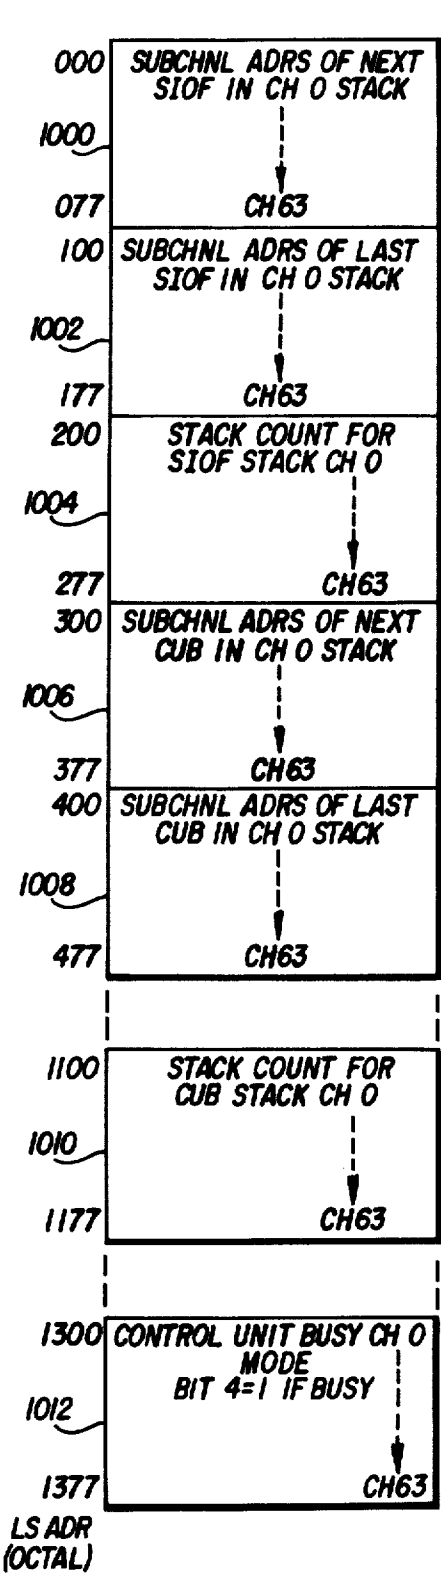 000 SUBCHNL ADRS OF NEXT
SIOF IN CH 0 STACK
1000
077 CH63
100 SUBCHNL ADRS OF LAST
SIOF IN CH 0 STACK
1002
177 CH63
200 STACK COUNT FOR
SIOF STACK CH 0
1004
277 CH63
300 SUBCHNL ADRS OF NEXT
CUB IN CH 0 STACK
1006
377 CH63
400 SUBCHNL ADRS OF LAST
CUB IN CH 0 STACK
1008
477 CH63
1100 STACK COUNT FOR
CUB STACK CH 0
1010
1177 CH63
1300 CONTROL UNIT BUSY CH 0
MODE
BIT 4=1 IF BUSY
1012
1377 CH63
LS ADR
(OCTAL)